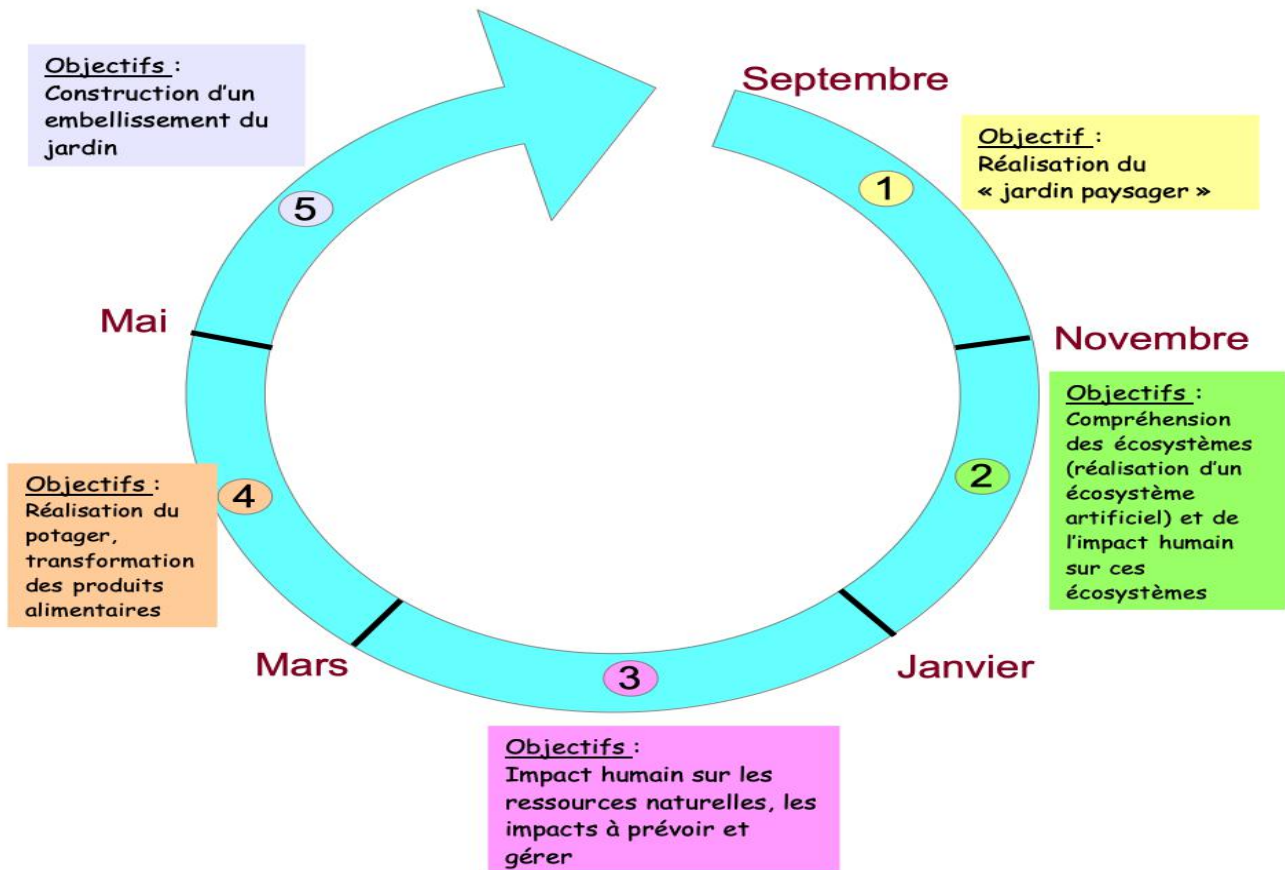 Septembre
1
Objectif :
Réalisation du
« jardin paysager »
Novembre
2
Objectifs :
Compréhension
des écosystèmes
(réalisation d'un
écosystème
artificiel) et de
l'impact humain
sur ces
écosystèmes
Janvier
3
Objectifs :
Impact humain sur les
ressources naturelles, les
impacts à prévoir et
gérer
Mars
4
Objectifs :
Réalisation du
potager,
transformation
des produits
alimentaires
Mai
5
Objectifs :
Construction d'un
embellissement du
jardin